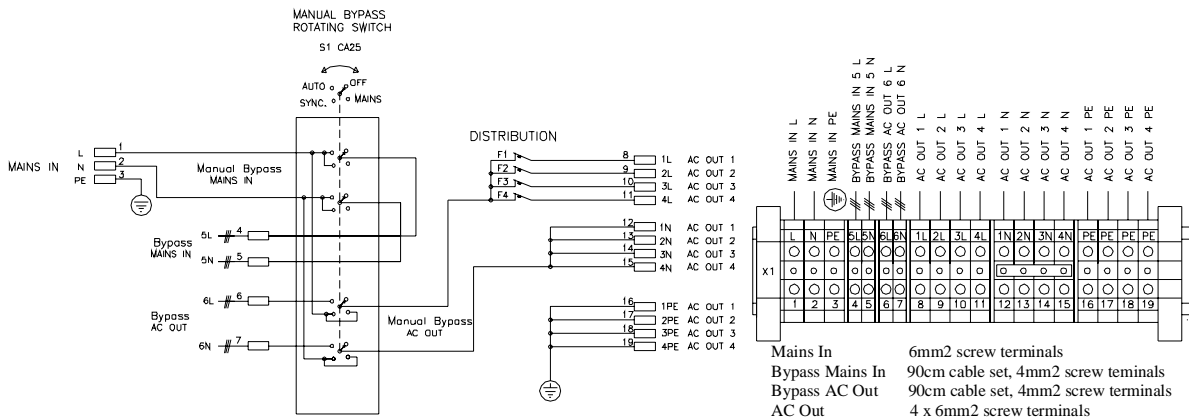 MANUAL BYPASS
ROTATING SWITCH
S1 CA25
AUTO OFF
SYNC. MAINS
MAINS IN
L 1
N 2
PE 3
Manual Bypass
MAINS IN
5L 4
Bypass
MAINS IN
5N 5
6L 6
Bypass
AC OUT
6N 7
Manual Bypass
AC OUT
DISTRIBUTION
F1 8 1L AC OUT 1
F2 9 2L AC OUT 2
F3 10 3L AC OUT 3
F4 11 4L AC OUT 4
12 1N AC OUT 1
13 2N AC OUT 2
14 3N AC OUT 3
15 4N AC OUT 4
16 1PE AC OUT 1
17 2PE AC OUT 2
18 3PE AC OUT 3
19 4PE AC OUT 4
MAINS IN L
MAINS IN N
MAINS IN PE
BYPASS MAINS IN 5 L
BYPASS MAINS IN 5 N
BYPASS AC OUT 6 L
BYPASS AC OUT 6 N
AC OUT 1 L
AC OUT 2 L
AC OUT 3 L
AC OUT 4 L
AC OUT 1 N
AC OUT 2 N
AC OUT 3 N
AC OUT 4 N
AC OUT 1 PE
AC OUT 2 PE
AC OUT 3 PE
AC OUT 4 PE
L N PE 5L 5N 6L 6N 1L 2L 3L 4L 1N 2N 3N 4N PE PE PE PE
X1
1 2 3 4 5 6 7 8 9 10 11 12 13 14 15 16 17 18 19
Mains In 6mm2 screw terminals
Bypass Mains In 90cm cable set, 4mm2 screw teminals
Bypass AC Out 90cm cable set, 4mm2 screw teminals
AC Out 4 x 6mm2 screw terminals